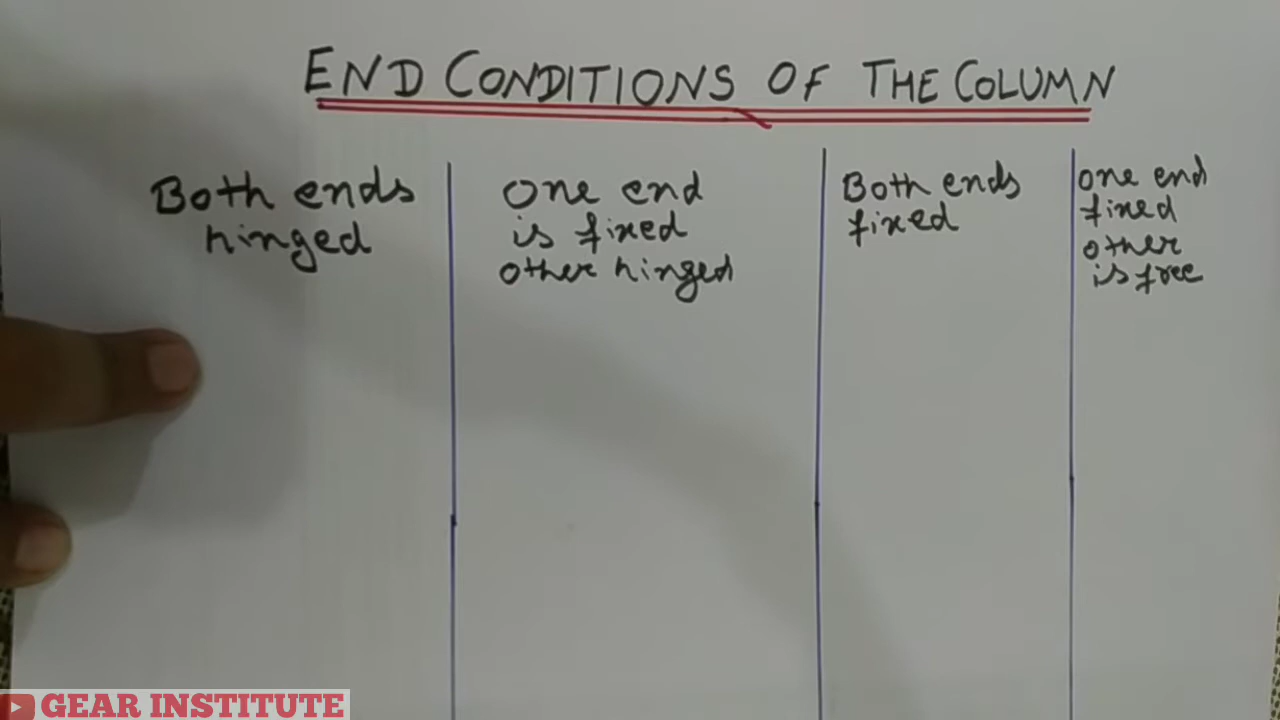 END CONDITIONS OF THE COLUMN
Both ends
hinged
One end
is fixed
other hinged
Both ends
fixed
one end
fixed
other
is free
GEAR INSTITUTE